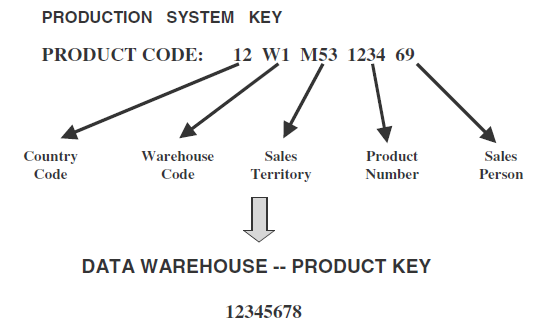 PRODUCTION SYSTEM KEY
PRODUCT CODE: 12 W1 M53 1234 69
Country Code
Warehouse Code
Sales Territory
Product Number
Sales Person
DATA WAREHOUSE -- PRODUCT KEY
12345678